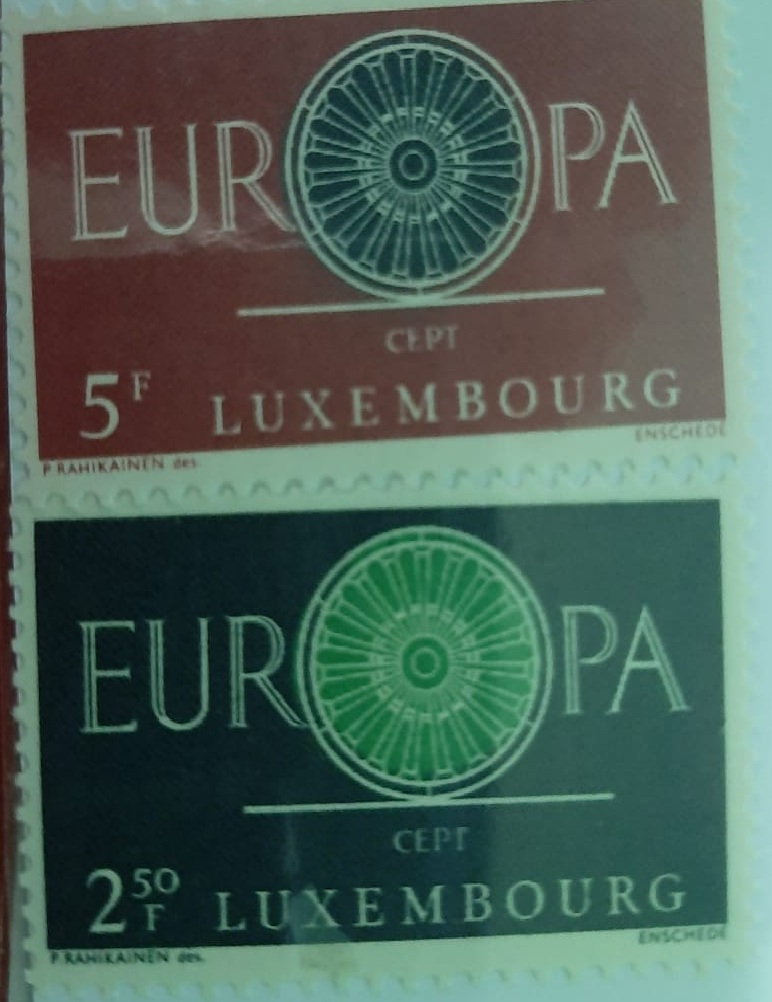 EUROPA
CEPT
5F LUXEMBOURG
P.RAHIKAINEN des. ENSCHEDE
EUROPA
CEPT
2 50 F LUXEMBOURG
P.RAHIKAINEN des. ENSCHEDE